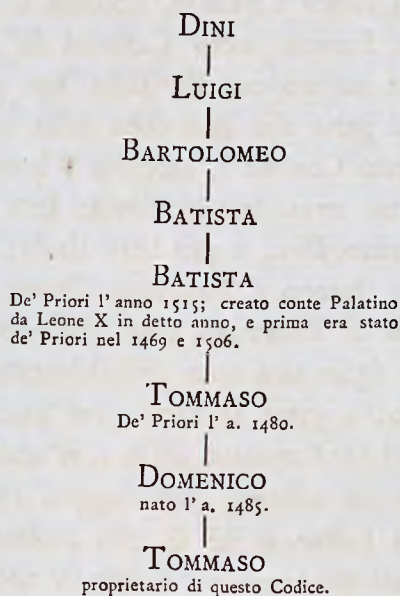 DINI
LUIGI
BARTOLOMEO
BATISTA
BATISTA
De' Priori l'anno 1515; creato conte Palatino
da Leone X in detto anno, e prima era stato
de' Priori nel 1469 e 1506.
TOMMASO
De' Priori l' a. 1480.
DOMENICO
nato l' a. 1485.
TOMMASO
proprietario di questo Codice.